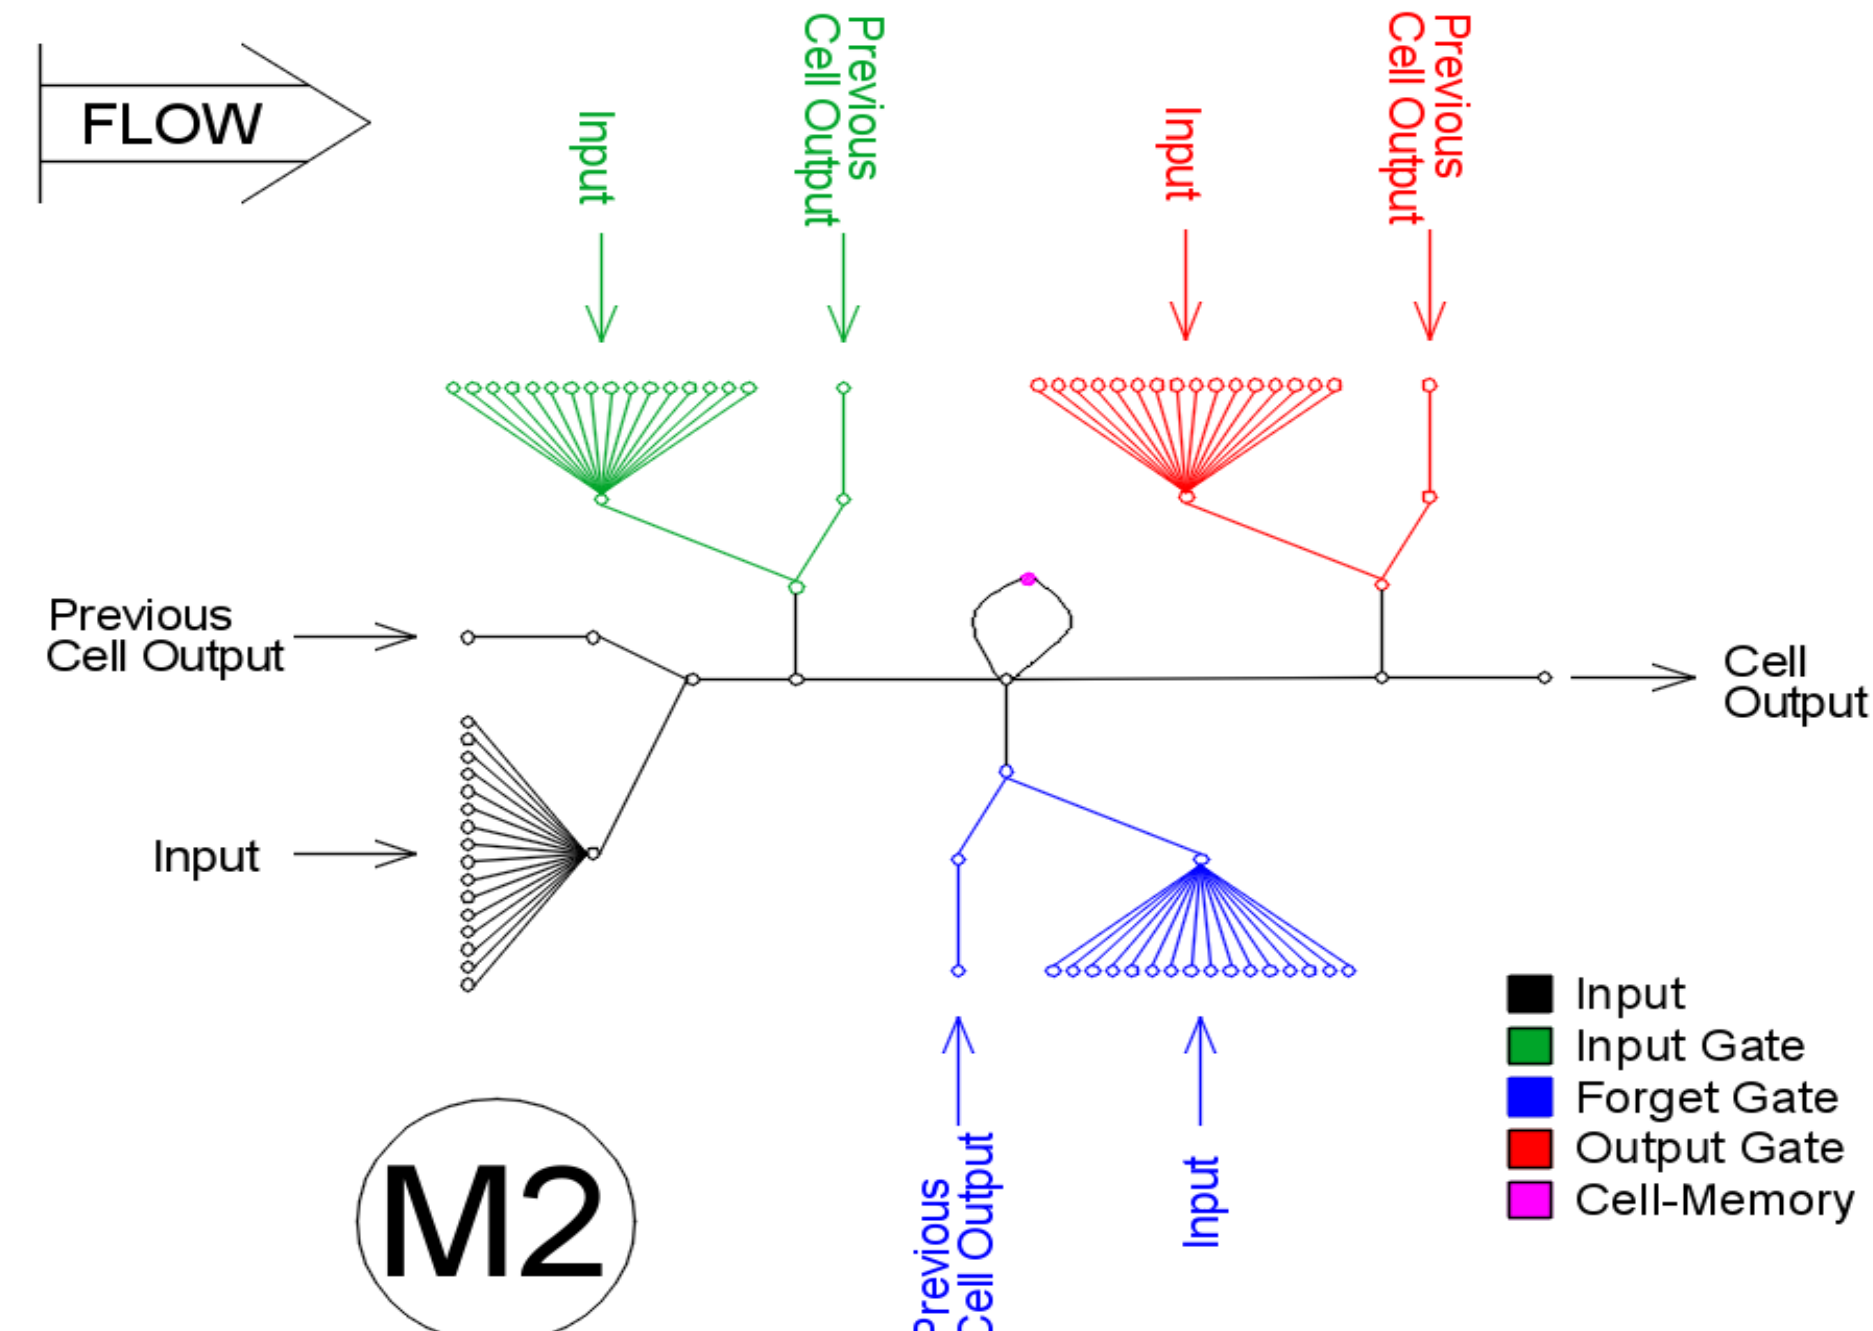 FLOW
Input
Previous
Cell Output
Input
Previous
Cell Output
Previous
Cell Output
Input
Cell
Output
Previous
Cell Output
Input
Input
Input Gate
Forget Gate
Output Gate
Cell-Memory
M2